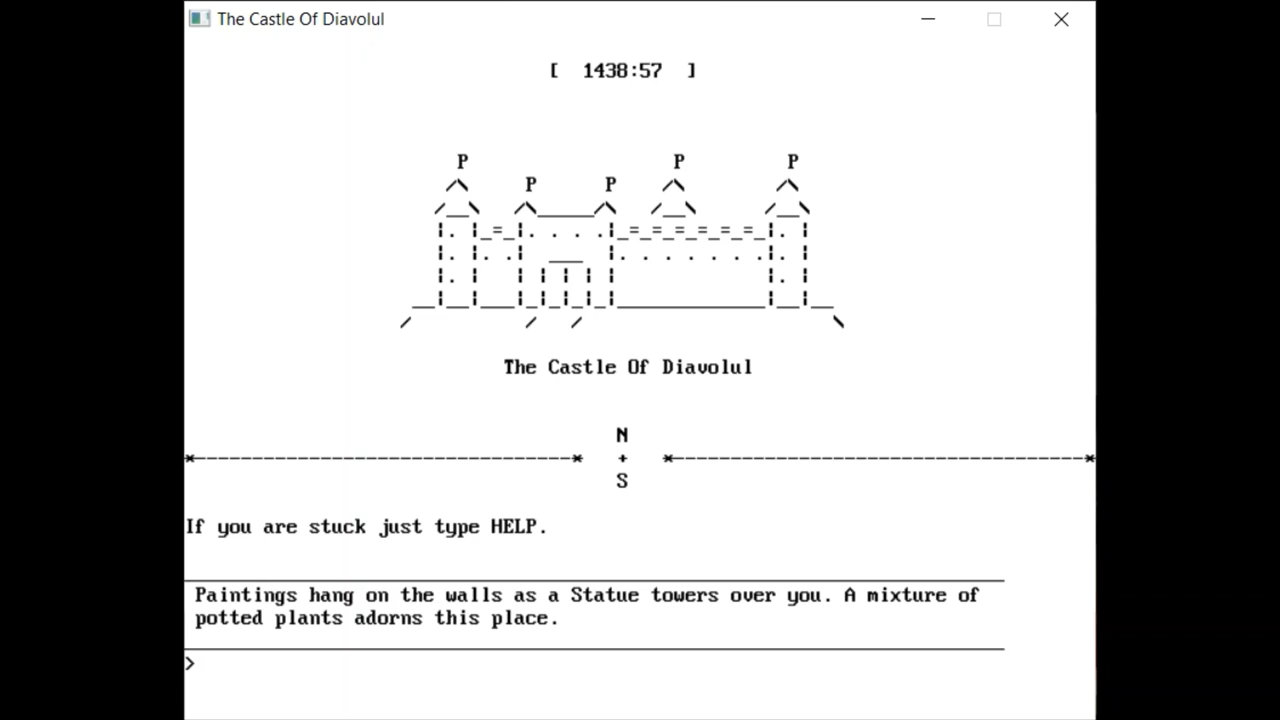 The Castle Of Diavolul
[ 1438:57 ]
P P P
P P
The Castle Of Diavolul
N
+
S
If you are stuck just type HELP.
Paintings hang on the walls as a Statue towers over you. A mixture of
potted plants adorns this place.
>